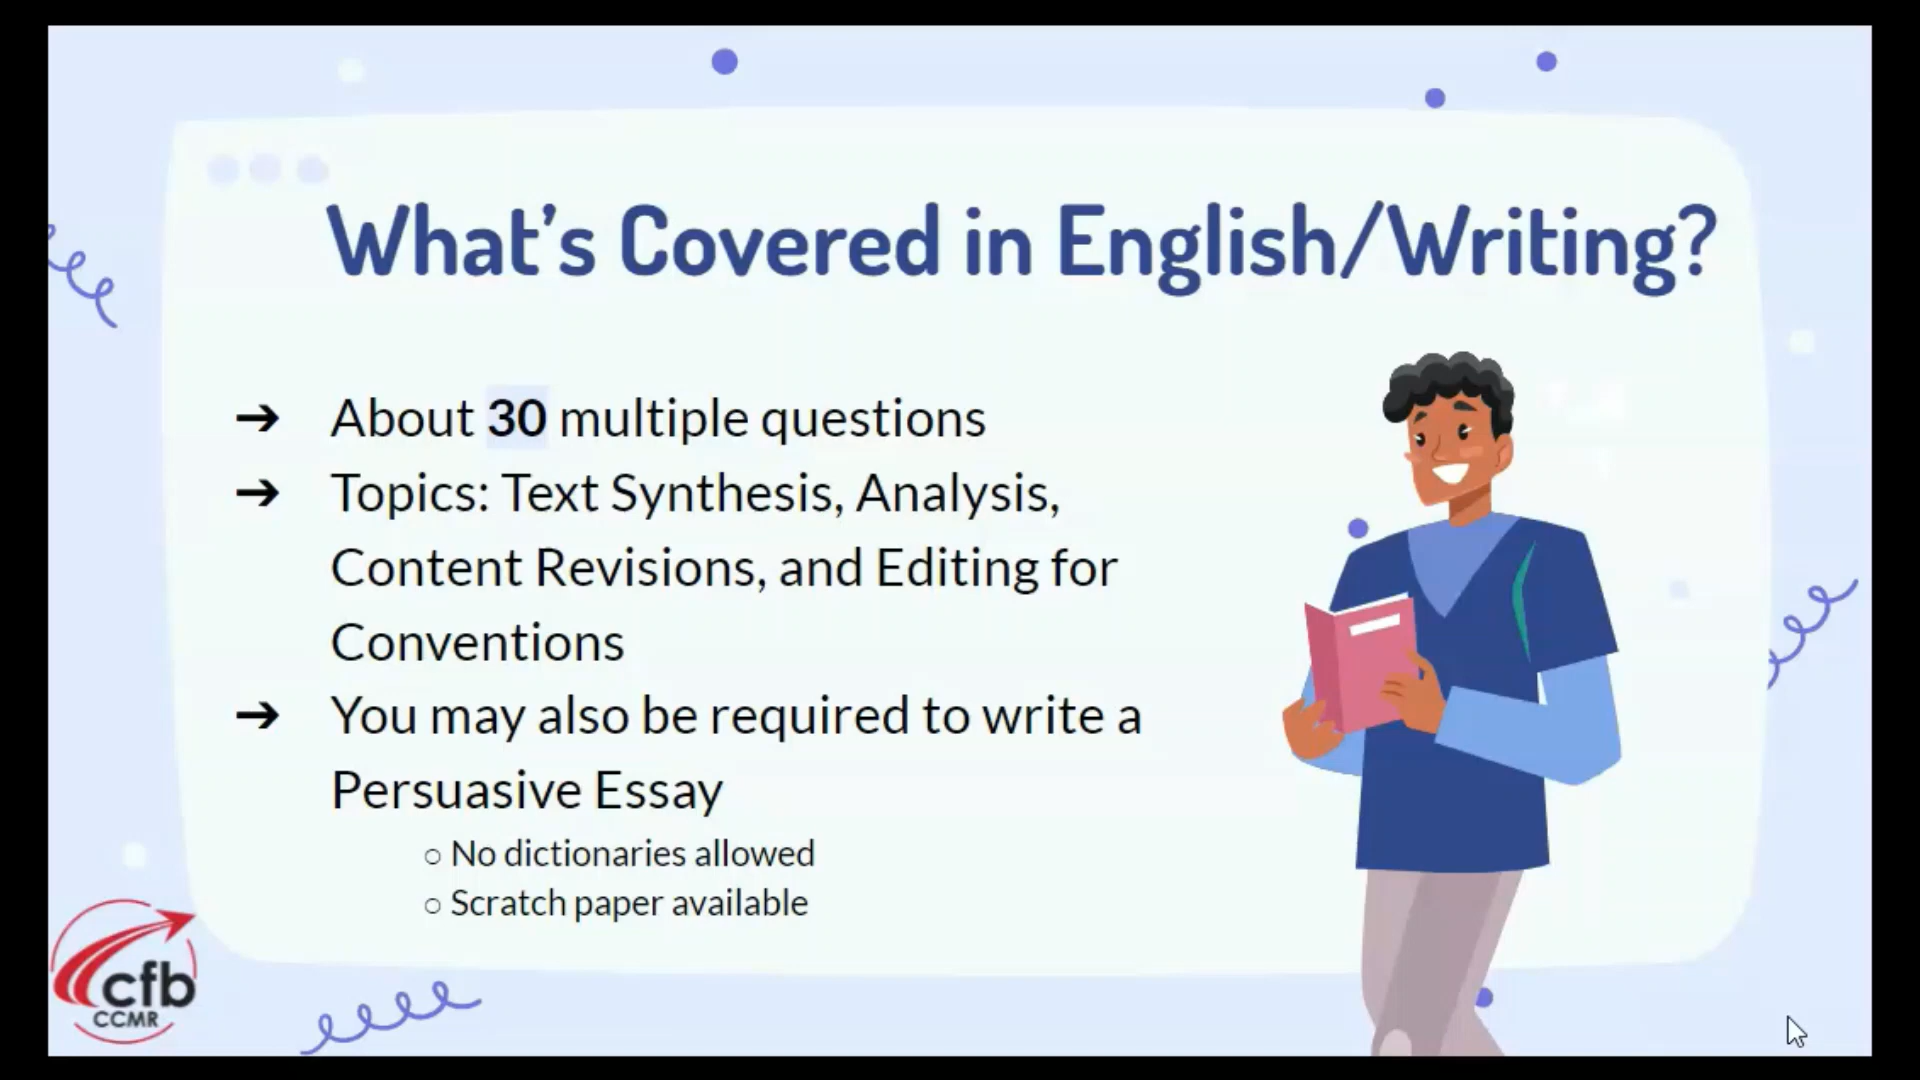 What's Covered in English/Writing?
➔ About 30 multiple questions
➔ Topics: Text Synthesis, Analysis,
Content Revisions, and Editing for
Conventions
➔ You may also be required to write a
Persuasive Essay
○ No dictionaries allowed
○ Scratch paper available
cfb
CCMR